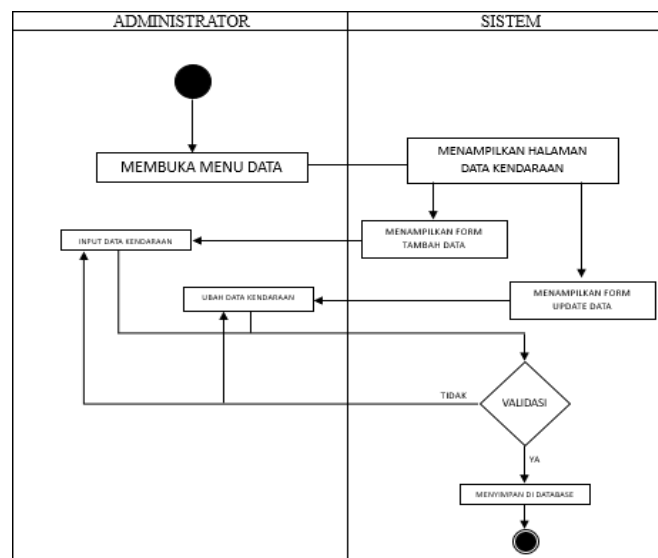 ADMINISTRATOR
SISTEM
MEMBUKA MENU DATA
MENAMPILKAN HALAMAN
DATA KENDARAAN
INPUT DATA KENDARAAN
MENAMPILKAN FORM
TAMBAH DATA
UBAH DATA KENDARAAN
MENAMPILKAN FORM
UPDATE DATA
TIDAK
VALIDASI
YA
MENYIMPAN DI DATABASE